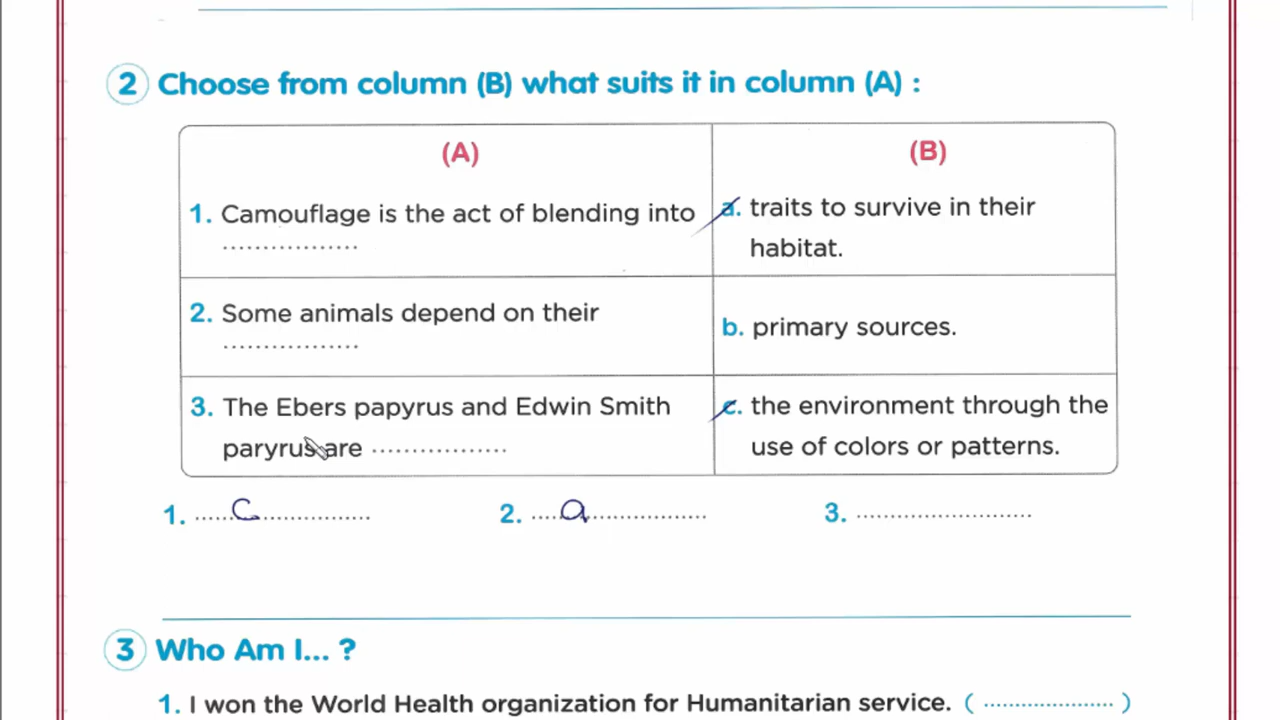 2 Choose from column (B) what suits it in column (A) :
(A)
(B)
1. Camouflage is the act of blending into
................
a. traits to survive in their
habitat.
2. Some animals depend on their
................
b. primary sources.
3. The Ebers papyrus and Edwin Smith
paryrus are ................
c. the environment through the
use of colors or patterns.
1. ..... c ................
2. ..... a ................
3. ..........................
3 Who Am I... ?
1. I won the World Health organization for Humanitarian service. ( .................... )